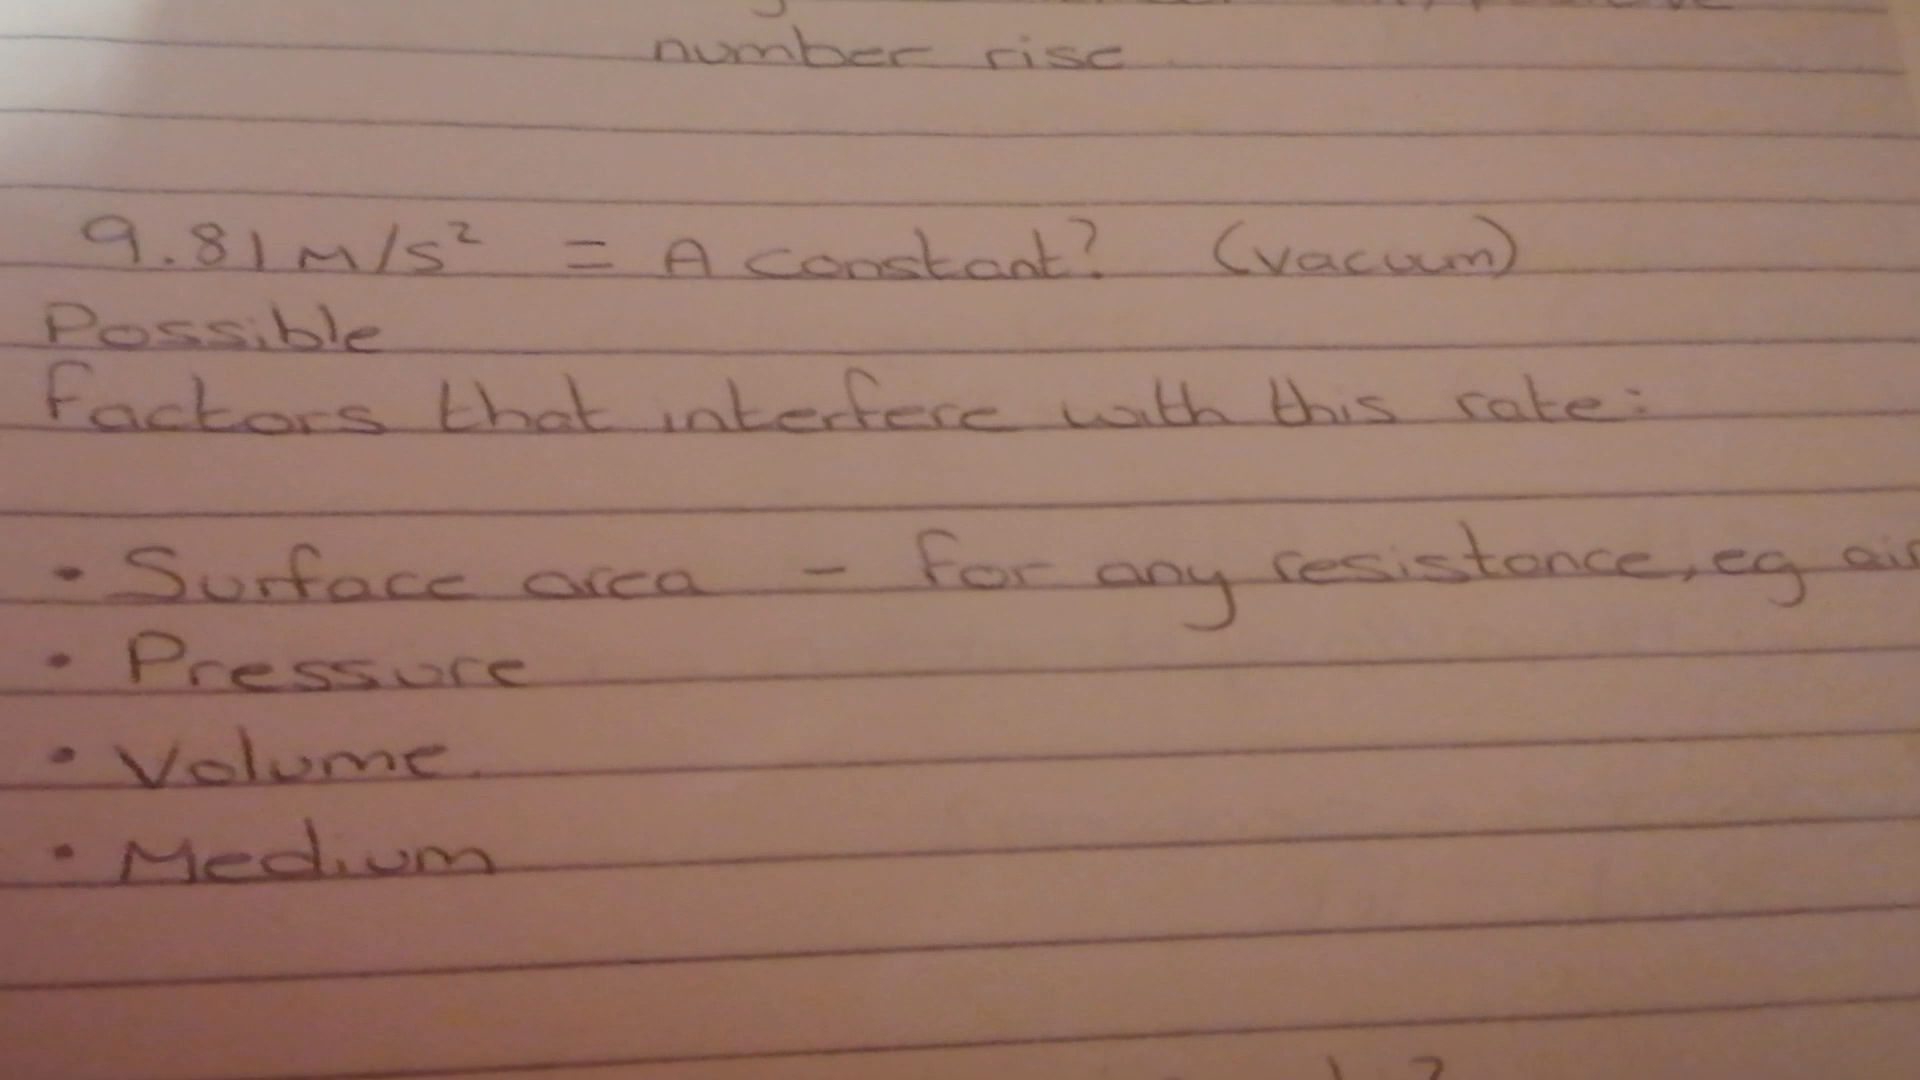 number rise
9.81 m/s² = A constant? (vacuum)
Possible
factors that interfere with this rate:
• Surface area - for any resistance, eg air
• Pressure
• Volume.
• Medium